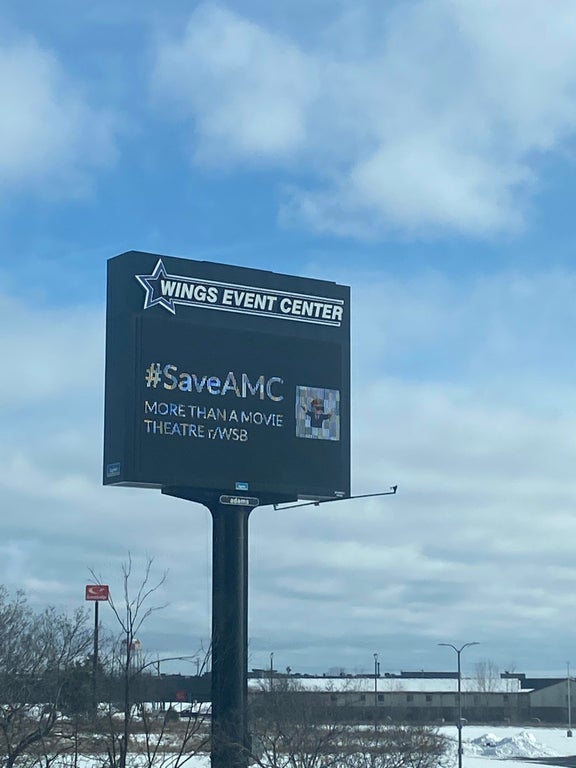 WINGS EVENT CENTER
#SaveAMC
MORE THAN A MOVIE
THEATRE r/WSB
adams